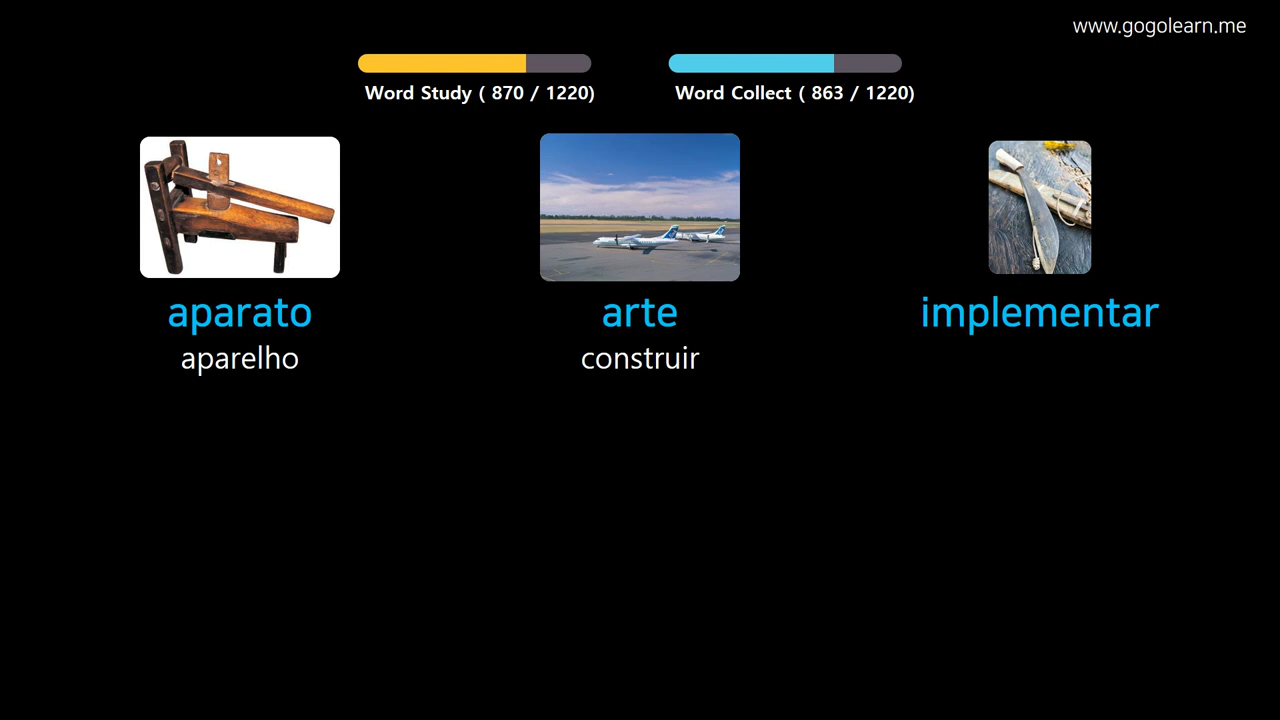 www.gogolearn.me
Word Study ( 870 / 1220)
Word Collect ( 863 / 1220)
aparato
arte
implementar
aparelho
construir